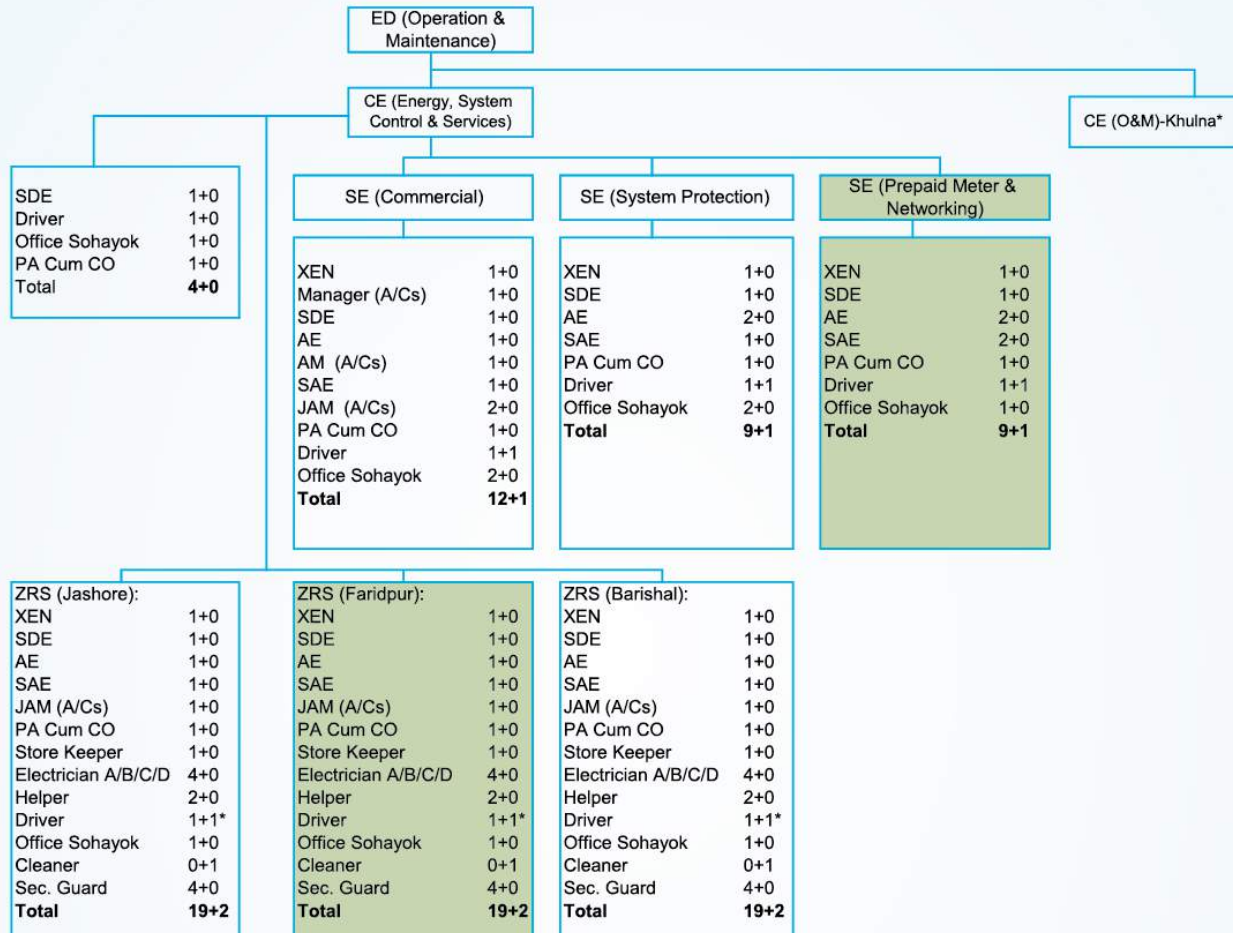 ED (Operation &
Maintenance)
CE (Energy, System
Control & Services)
CE (O&M)-Khulna*
SDE 1+0
Driver 1+0
Office Sohayok 1+0
PA Cum CO 1+0
Total 4+0
SE (Commercial)
XEN 1+0
Manager (A/Cs) 1+0
SDE 1+0
AE 1+0
AM (A/Cs) 1+0
SAE 1+0
JAM (A/Cs) 2+0
PA Cum CO 1+0
Driver 1+1
Office Sohayok 2+0
Total 12+1
SE (System Protection)
XEN 1+0
SDE 1+0
AE 2+0
SAE 1+0
PA Cum CO 1+0
Driver 1+1
Office Sohayok 2+0
Total 9+1
SE (Prepaid Meter &
Networking)
XEN 1+0
SDE 1+0
AE 2+0
SAE 2+0
PA Cum CO 1+0
Driver 1+1
Office Sohayok 1+0
Total 9+1
ZRS (Jashore):
XEN 1+0
SDE 1+0
AE 1+0
SAE 1+0
JAM (A/Cs) 1+0
PA Cum CO 1+0
Store Keeper 1+0
Electrician A/B/C/D 4+0
Helper 2+0
Driver 1+1*
Office Sohayok 1+0
Cleaner 0+1
Sec. Guard 4+0
Total 19+2
ZRS (Faridpur):
XEN 1+0
SDE 1+0
AE 1+0
SAE 1+0
JAM (A/Cs) 1+0
PA Cum CO 1+0
Store Keeper 1+0
Electrician A/B/C/D 4+0
Helper 2+0
Driver 1+1*
Office Sohayok 1+0
Cleaner 0+1
Sec. Guard 4+0
Total 19+2
ZRS (Barishal):
XEN 1+0
SDE 1+0
AE 1+0
SAE 1+0
JAM (A/Cs) 1+0
PA Cum CO 1+0
Store Keeper 1+0
Electrician A/B/C/D 4+0
Helper 2+0
Driver 1+1*
Office Sohayok 1+0
Cleaner 0+1
Sec. Guard 4+0
Total 19+2